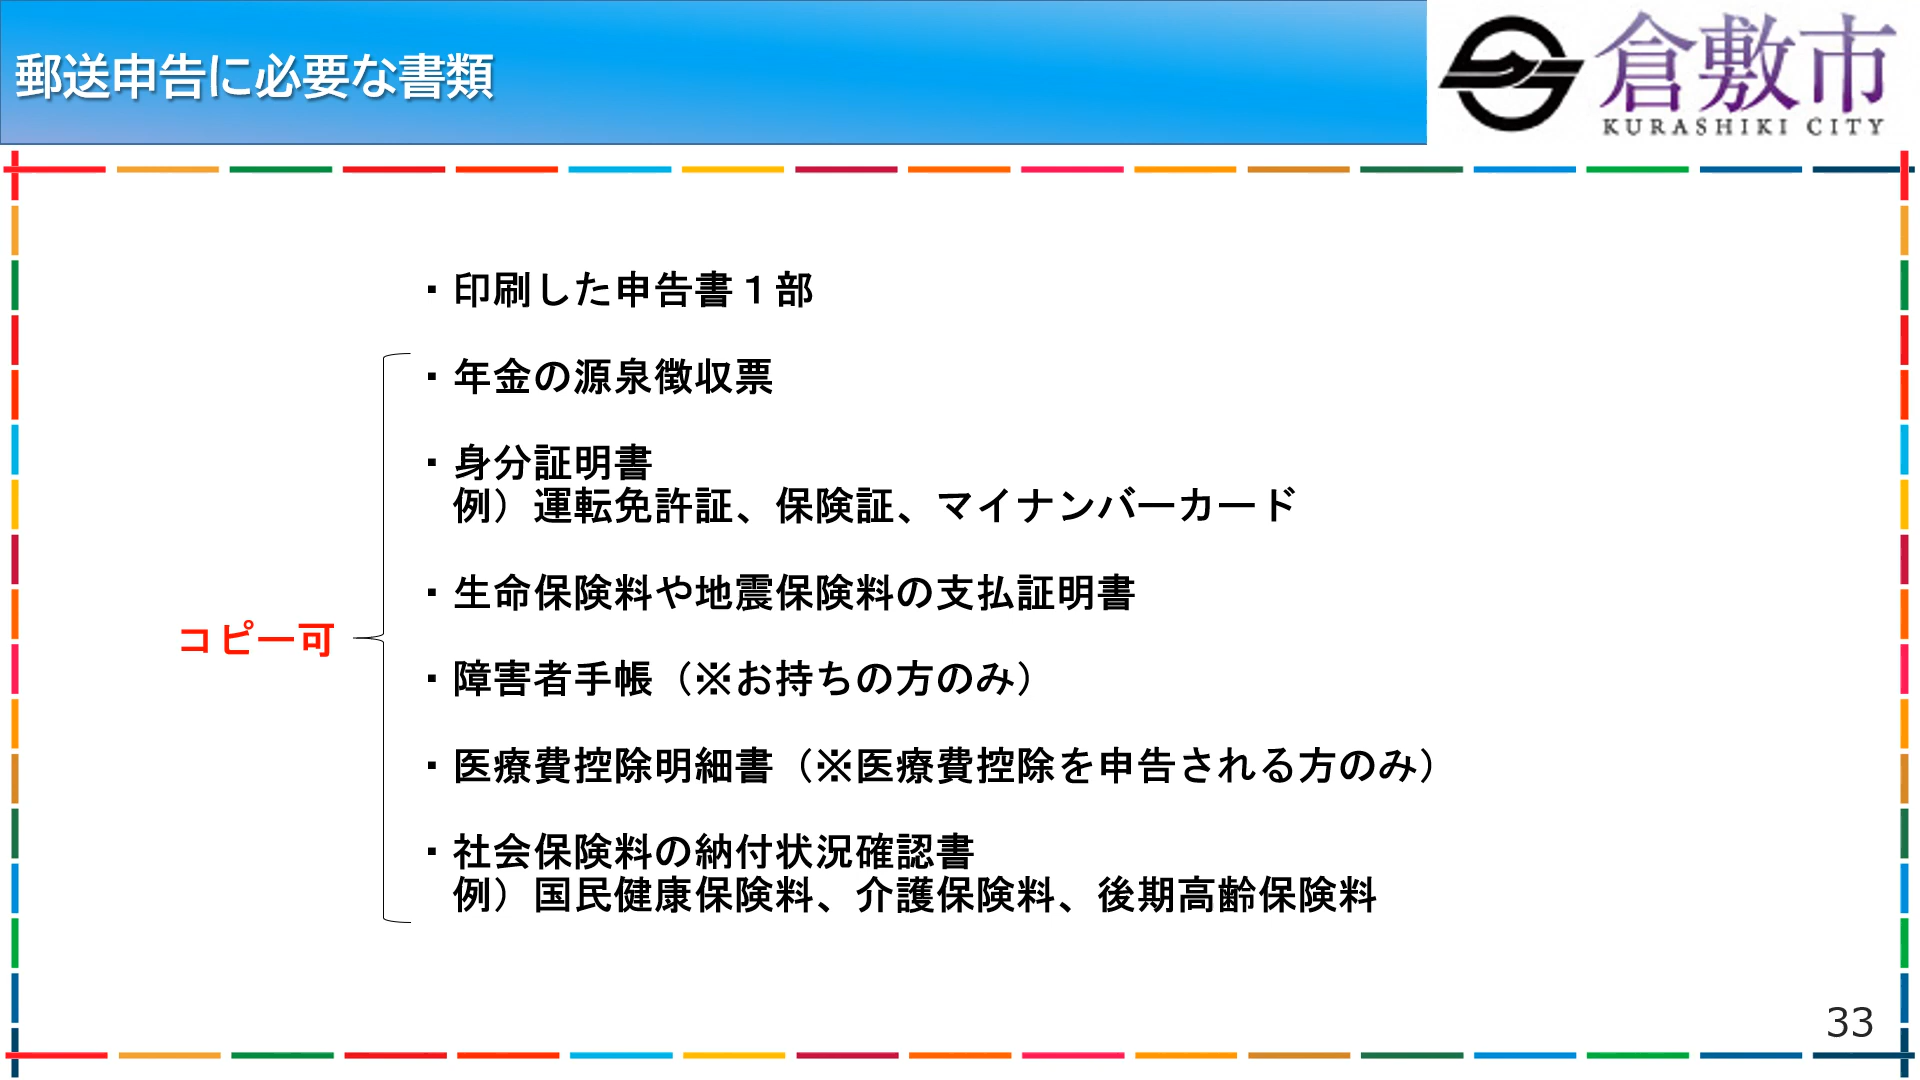 郵送申告に必要な書類
倉敷市
KURASHIKI CITY
・印刷した申告書１部
・年金の源泉徴収票
・身分証明書
例）運転免許証、保険証、マイナンバーカード
・生命保険料や地震保険料の支払証明書
コピー可
・障害者手帳（※お持ちの方のみ）
・医療費控除明細書（※医療費控除を申告される方のみ）
・社会保険料の納付状況確認書
例）国民健康保険料、介護保険料、後期高齢保険料
33